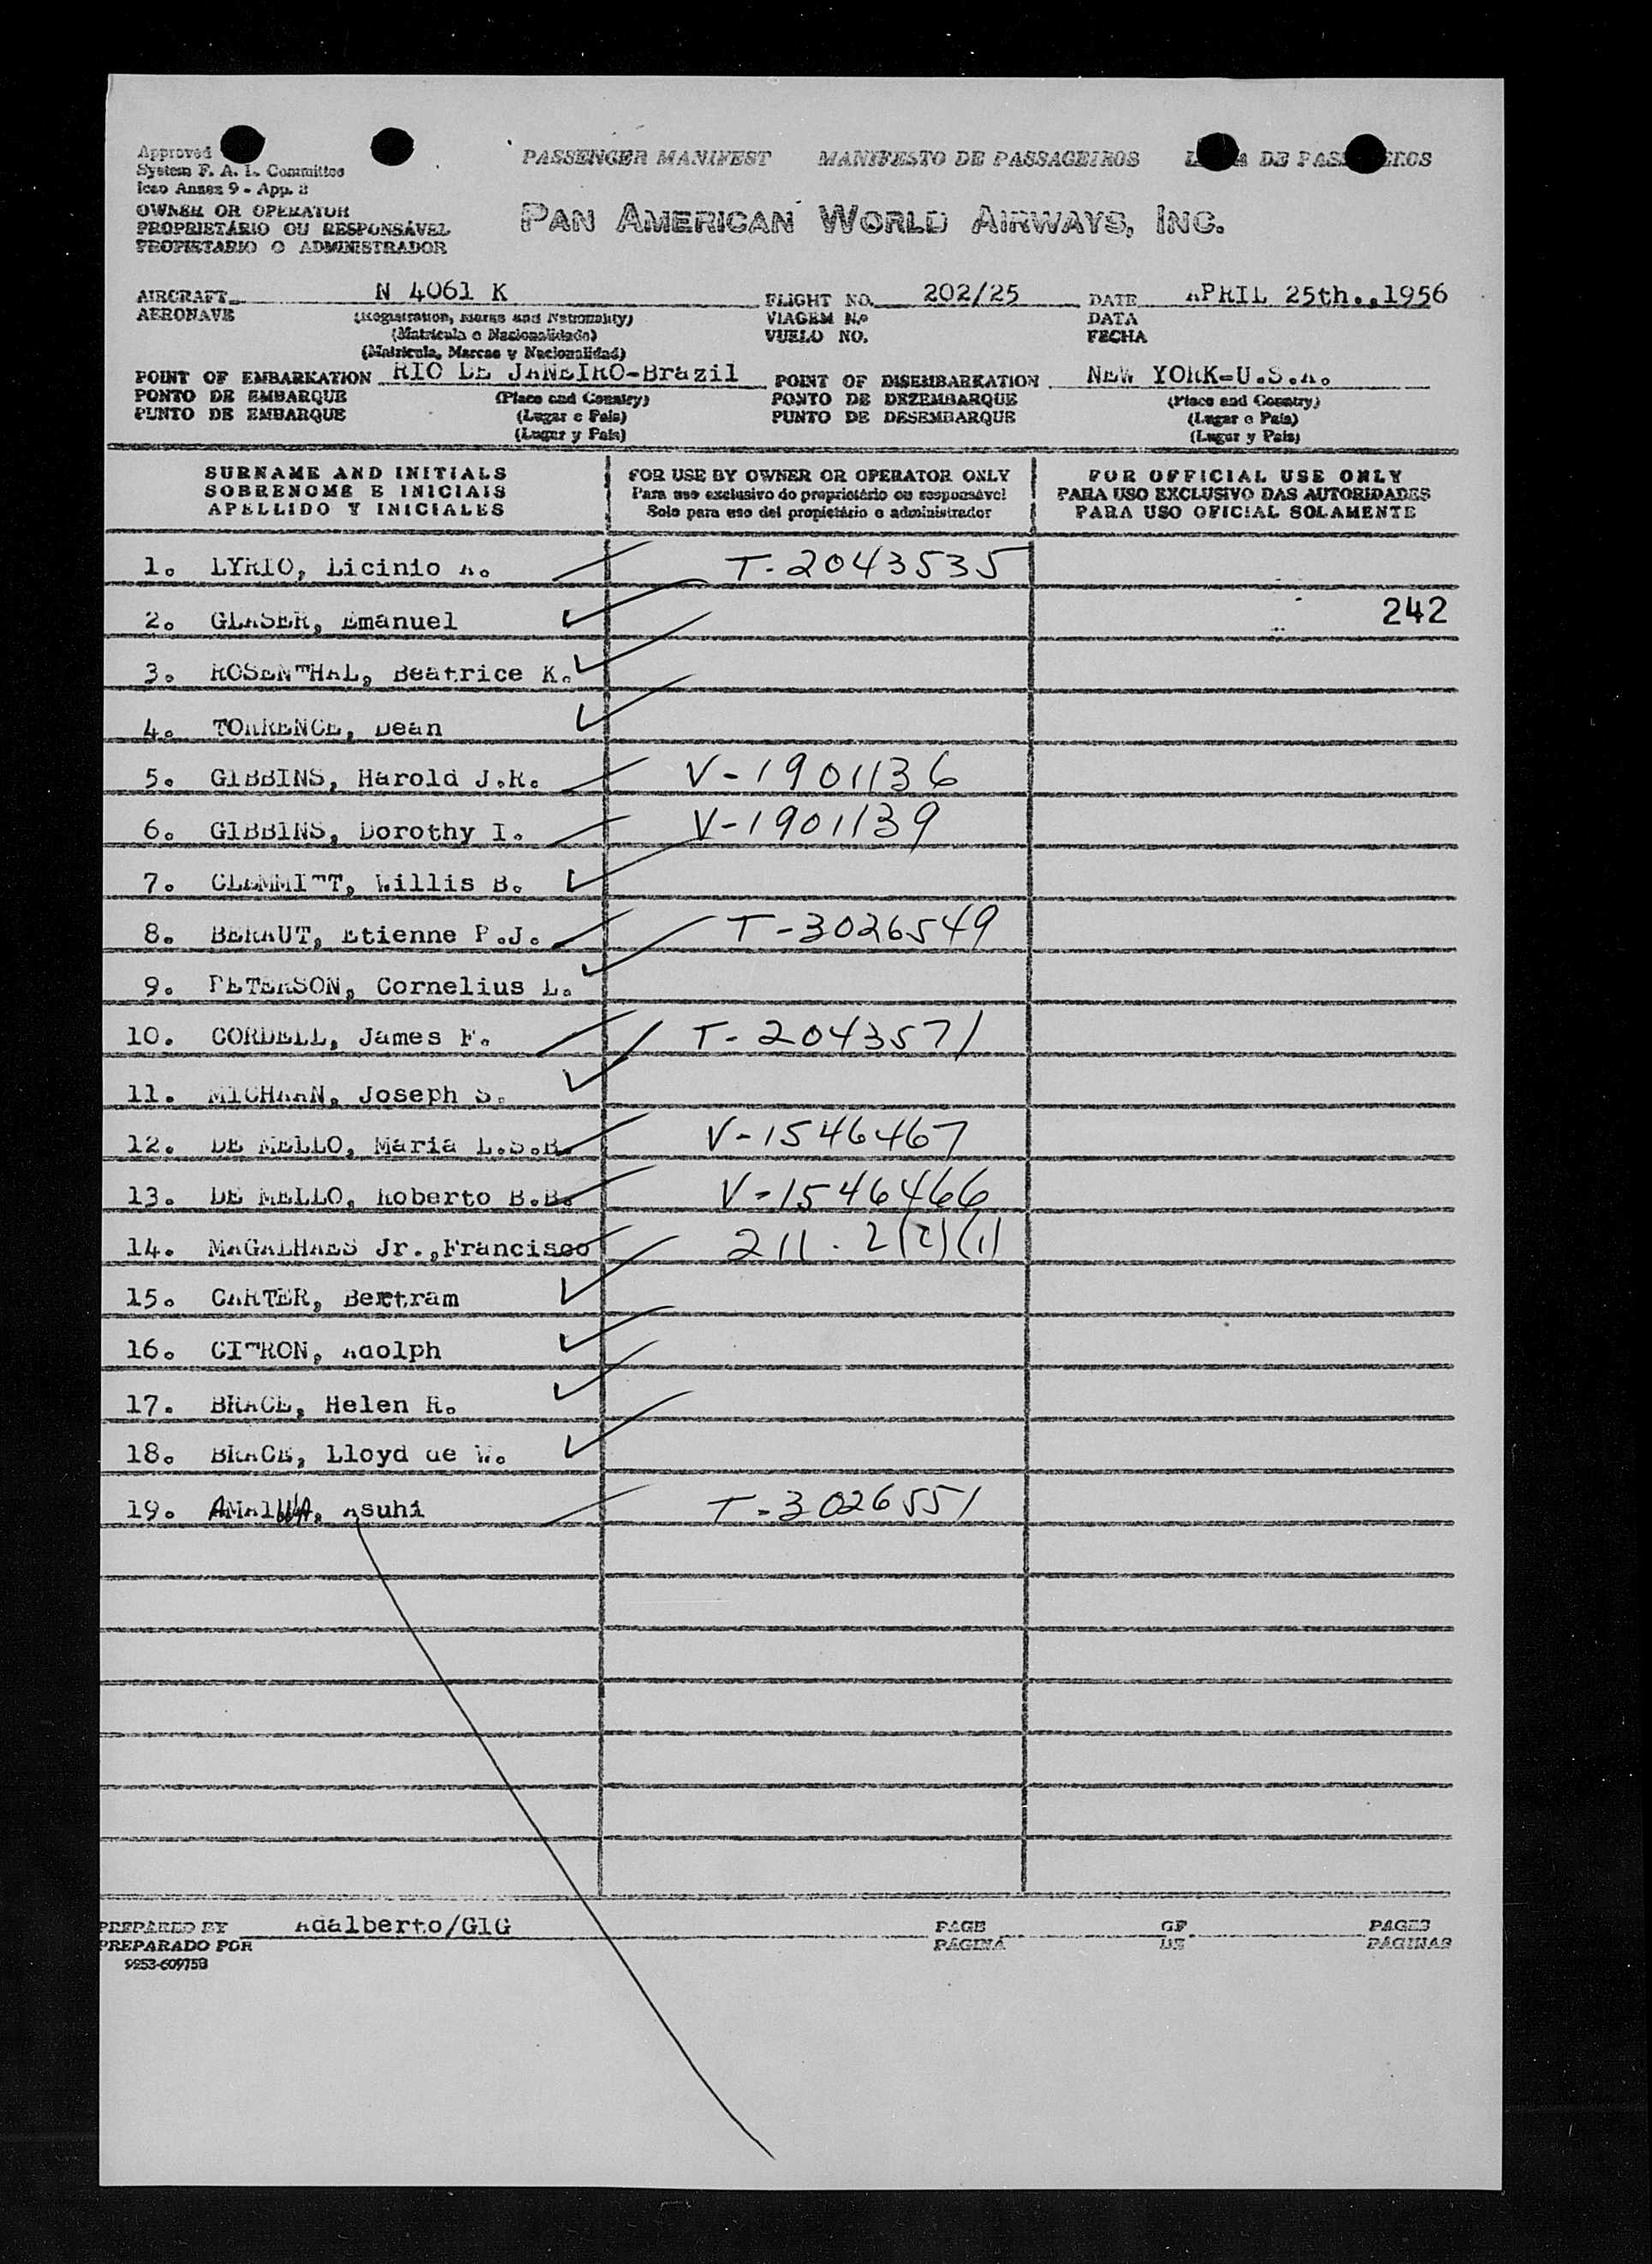 Approved
System F. A. L. Committee
Icao Annex 9 - App. 3
PASSENGER MANIFEST MANIFESTO DE PASSAGEIROS DE
OWNER OR OPERATOR
PROPRIETÁRIO OU RESPONSÁVEL
PROPIETARIO O ADMINISTRADOR
PAN AMERICAN WORLD AIRWAYS, INC.
AIRCRAFT N 4061 K FLIGHT NO. 202/25 DATE APRIL 25th.,1956
AERONAVE (Registration, Marks and Nationality) VIAGEM N.º DATA
(Matrícula e Nacionalidade) VUELO NO. FECHA
(Matrícula, Marcas y Nacionalidad)
POINT OF EMBARKATION RIO DE JANEIRO-Brazil POINT OF DISEMBARKATION NEW YORK-U.S.A.
PONTO DE EMBARQUE (Place and Country) PONTO DE DEZEMBARQUE (Place and Country)
PUNTO DE EMBARQUE (Lugar e País) PUNTO DE DESEMBARQUE (Lugar e País)
(Lugar y País) (Lugar y País)
SURNAME AND INITIALS FOR USE BY OWNER OR OPERATOR ONLY FOR OFFICIAL USE ONLY
SOBRENOME E INICIAIS Para uso exclusivo do proprietário ou responsável PARA USO EXCLUSIVO DAS AUTORIDADES
APELLIDO Y INICIALES Solo para uso del propietário o administrador PARA USO OFICIAL SOLAMENTE
1. LYRIO, Licinio A. T-2043535
2. GLASER, Emanuel 242
3. ROSENTHAL, Beatrice K.
4. TORRENCE, Dean
5. GIBBINS, Harold J.R. V-1901136
6. GIBBINS, Dorothy I. V-1901139
7. CLEMMITT, Willis B.
8. BERAUT, Etienne P.J. T-3026549
9. PETERSON, Cornelius L.
10. CORDELL, James F. T-2043571
11. MICHAAN, Joseph S.
12. DE MELLO, Maria L.S.B. V-1546467
13. DE MELLO, Roberto B.B. V-1546466
14. MAGALHAES Jr.,Francisco 211.2(2)(1)
15. CARTER, Bertram
16. CITRON, Adolph
17. BRACE, Helen R.
18. BRACE, Lloyd de W.
19. Asuhi T-3026551
PREPARED BY Adalberto/GIG PAGE OF PAGES
PREPARADO POR PÁGINA DE PÁGINAS
9253-60975B